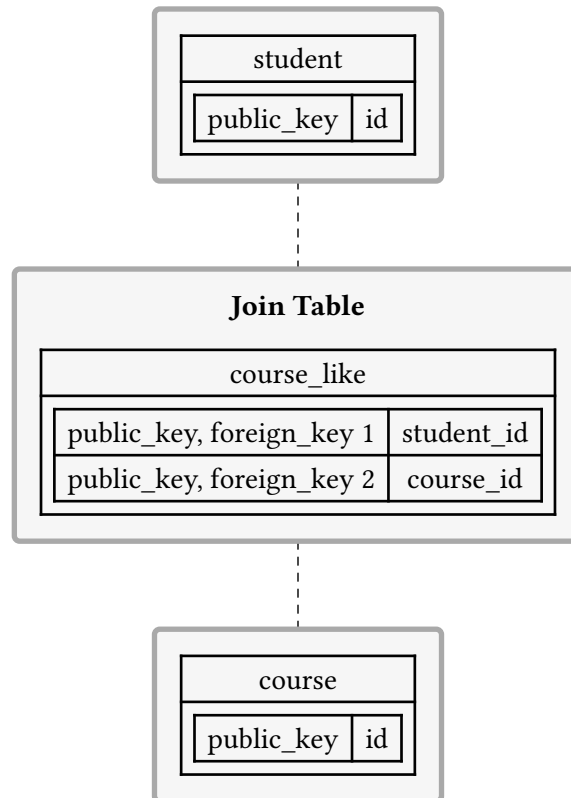 student
public_key id
Join Table
course_like
public_key, foreign_key 1 student_id
public_key, foreign_key 2 course_id
course
public_key id